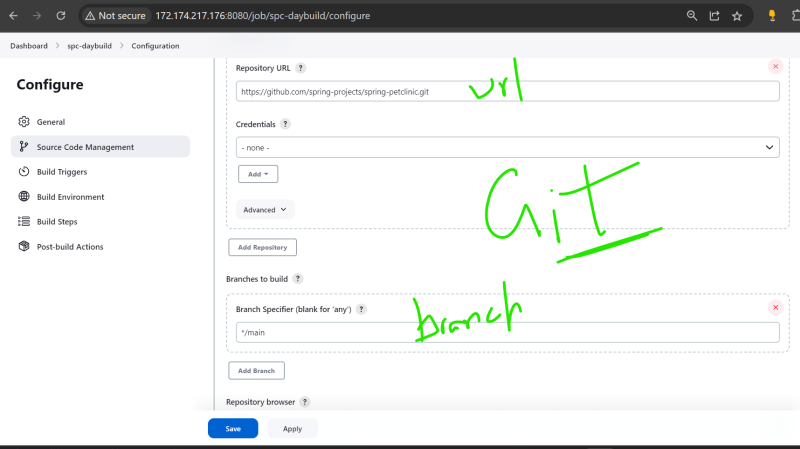 Not secure 172.174.217.176:8080/job/spc-daybuild/configure
Dashboard > spc-daybuild > Configuration
Configure
General
Source Code Management
Build Triggers
Build Environment
Build Steps
Post-build Actions
Repository URL ?
https://github.com/spring-projects/spring-petclinic.git
url
Credentials ?
- none -
Add
Git
Advanced
Add Repository
Branches to build ?
Branch Specifier (blank for 'any') ?
branch
*/main
Add Branch
Repository browser ?
Save Apply